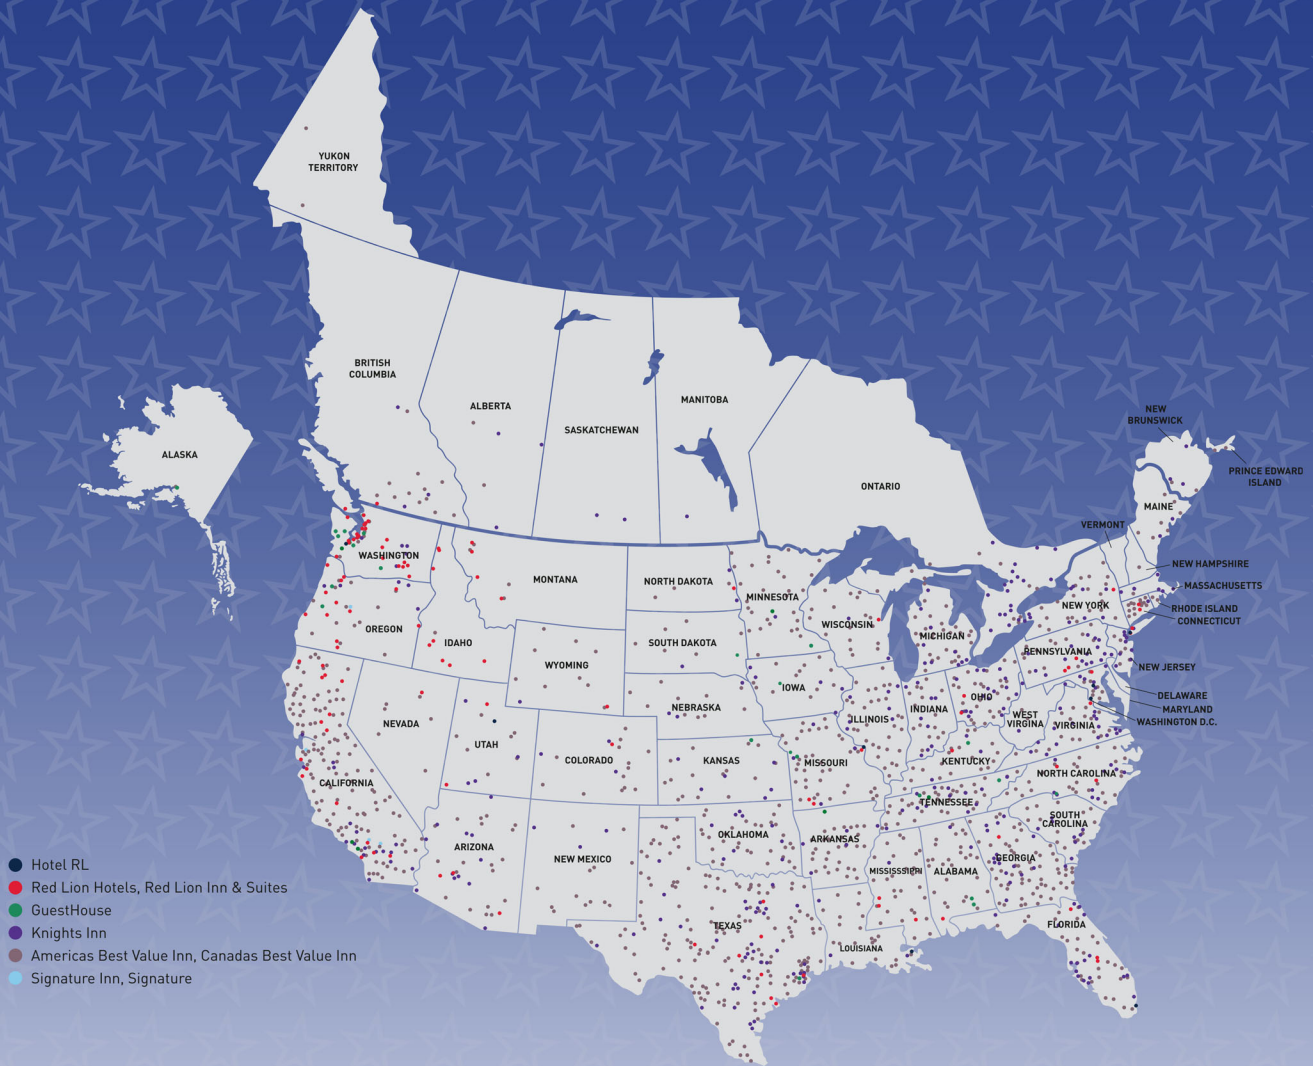 YUKON
TERRITORY
BRITISH
COLUMBIA
ALBERTA
SASKATCHEWAN
MANITOBA
ONTARIO
NEW
BRUNSWICK
PRINCE EDWARD
ISLAND
ALASKA
MAINE
VERMONT
NEW HAMPSHIRE
MASSACHUSETTS
RHODE ISLAND
CONNECTICUT
NEW YORK
WASHINGTON
MONTANA
NORTH DAKOTA
MINNESOTA
WISCONSIN
MICHIGAN
OREGON
IDAHO
WYOMING
SOUTH DAKOTA
IOWA
PENNSYLVANIA
NEW JERSEY
DELAWARE
MARYLAND
WASHINGTON D.C.
NEVADA
UTAH
COLORADO
NEBRASKA
KANSAS
MISSOURI
ILLINOIS
INDIANA
OHIO
WEST
VIRGINIA
VIRGINIA
KENTUCKY
CALIFORNIA
NORTH CAROLINA
TENNESSEE
SOUTH
CAROLINA
ARIZONA
NEW MEXICO
OKLAHOMA
ARKANSAS
MISSISSSIPPI
ALABAMA
GEORGIA
TEXAS
LOUISIANA
FLORIDA
Hotel RL
Red Lion Hotels, Red Lion Inn & Suites
GuestHouse
Knights Inn
Americas Best Value Inn, Canadas Best Value Inn
Signature Inn, Signature